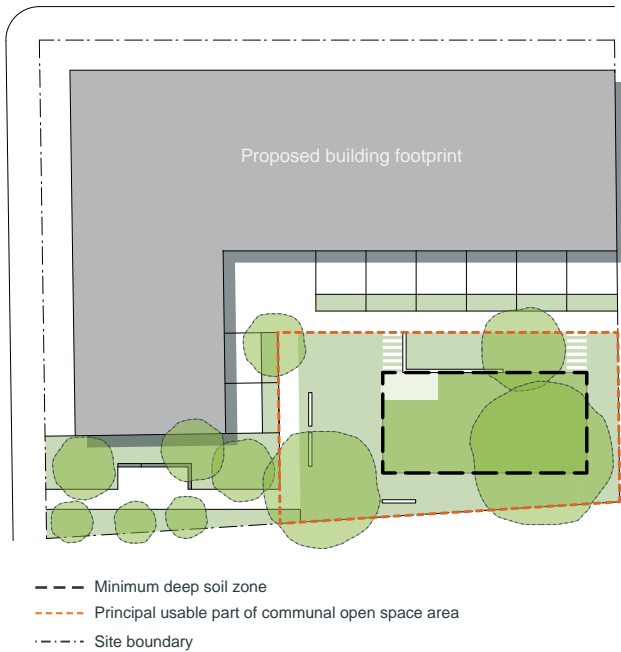 Proposed building footprint
Minimum deep soil zone
Principal usable part of communal open space area
Site boundary